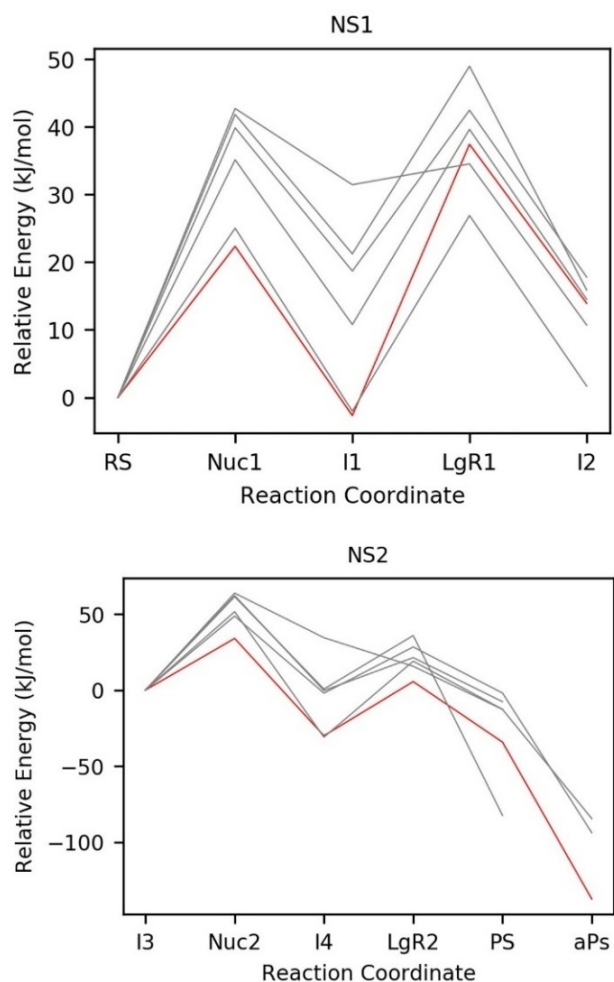 NS1
50
40
30
20
10
0
Relative Energy (kJ/mol)
RS Nuc1 I1 LgR1 I2
Reaction Coordinate
NS2
50
0
−50
−100
Relative Energy (kJ/mol)
I3 Nuc2 I4 LgR2 PS aPs
Reaction Coordinate